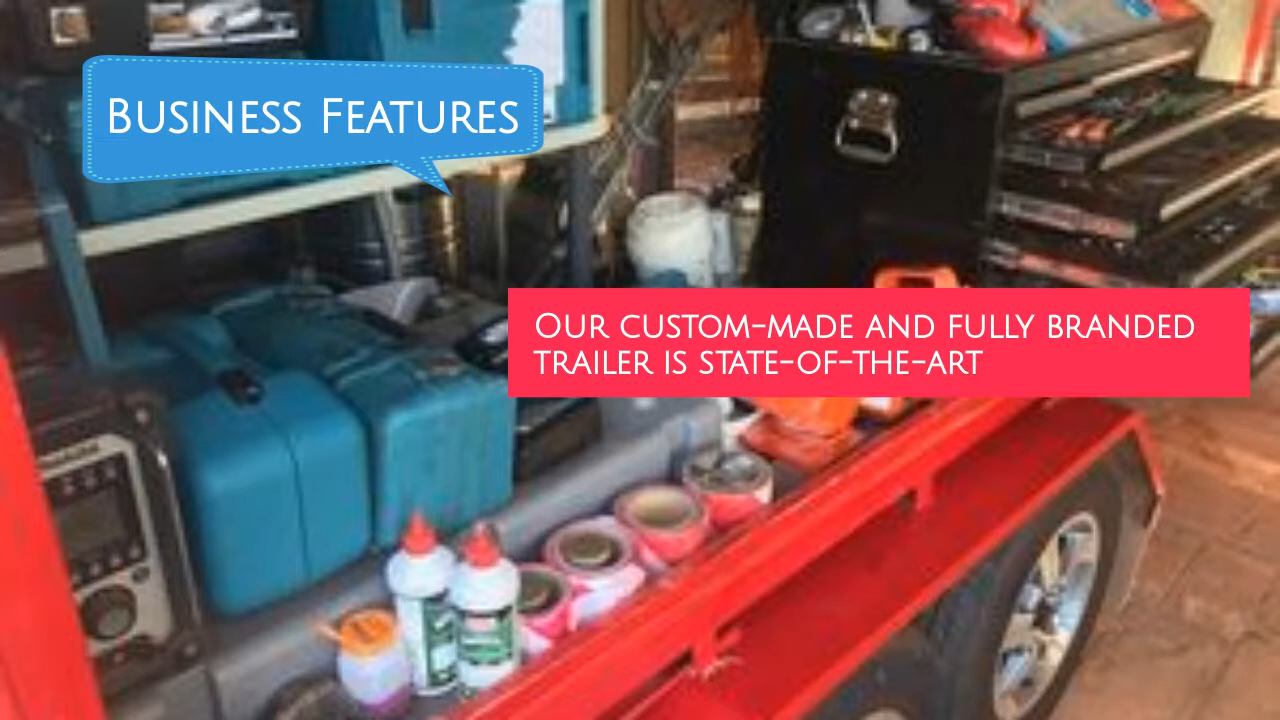 Business Features
Our custom-made and fully branded
trailer is state-of-the-art